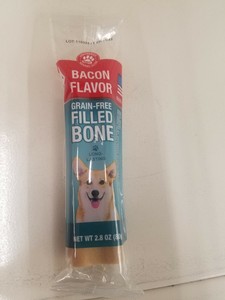 BACON
FLAVOR
GRAIN-FREE
FILLED
BONE
NET WT 2.8 OZ